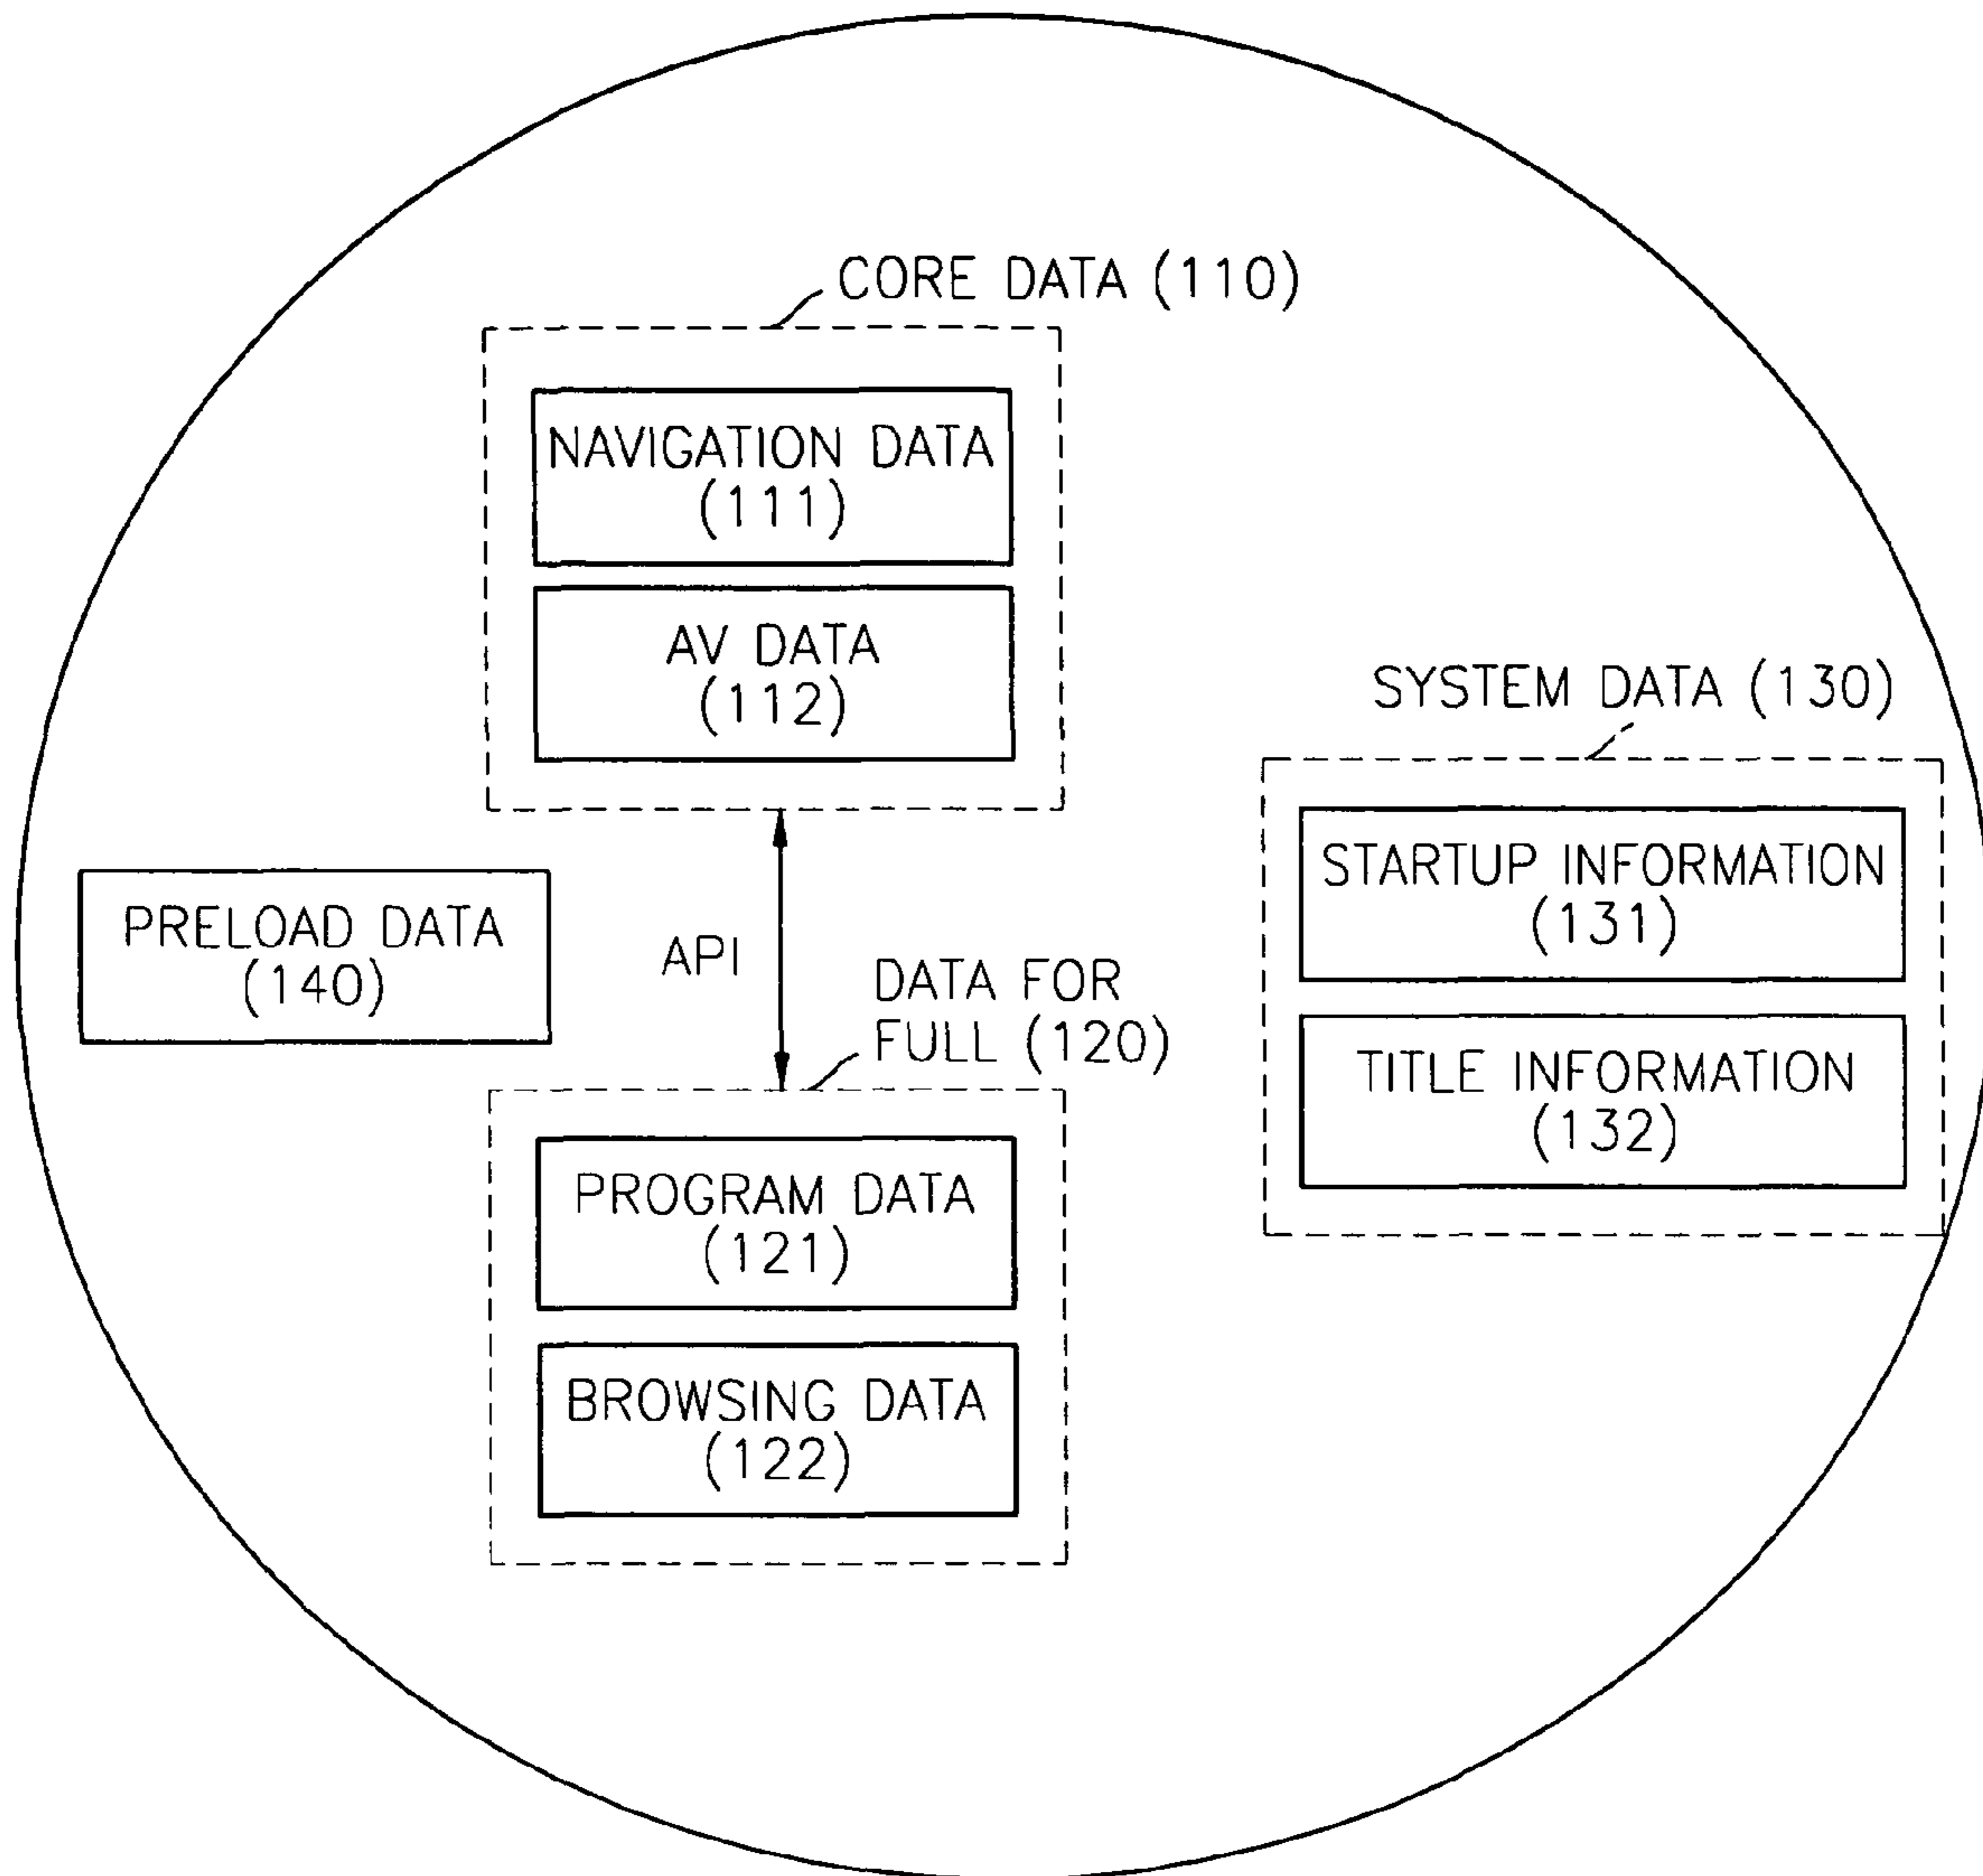 CORE DATA (110)
NAVIGATION DATA
(111)
AV DATA
(112)
SYSTEM DATA (130)
STARTUP INFORMATION
(131)
TITLE INFORMATION
(132)
PRELOAD DATA
(140)
API
DATA FOR
FULL (120)
PROGRAM DATA
(121)
BROWSING DATA
(122)